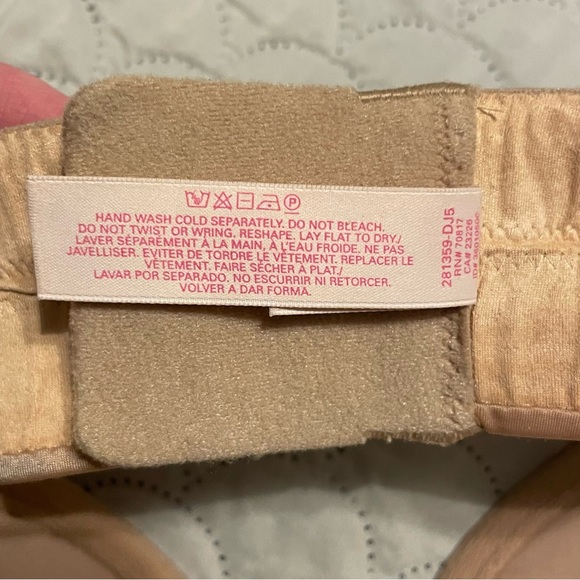 HAND WASH COLD SEPARATELY. DO NOT BLEACH.
DO NOT TWIST OR WRING. RESHAPE. LAY FLAT TO DRY./
LAVER SÉPARÉMENT À LA MAIN, À L'EAU FROIDE. NE PAS
JAVELLISER. EVITER DE TORDRE LE VÊTEMENT. REPLACER LE
VÊTEMENT. FAIRE SÉCHER A PLAT./
LAVAR POR SEPARADO, NO ESCURRIR NI RETORCER.
VOLVER A DAR FORMA.
281359-DJ5
RN# 70817
CA# 23226